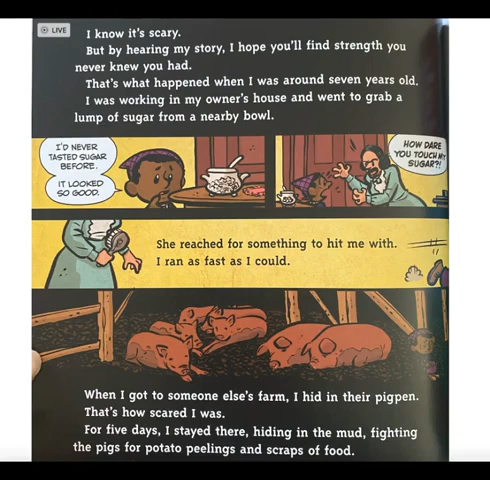 LIVE
I know it's scary.
But by hearing my story, I hope you'll find strength you
never knew you had.
That's what happened when I was around seven years old.
I was working in my owner's house and went to grab a
lump of sugar from a nearby bowl.
I'D NEVER
TASTED SUGAR
BEFORE.
IT LOOKED
SO GOOD.
HOW DARE
YOU TOUCH MY
SUGAR?!
She reached for something to hit me with.
I ran as fast as I could.
When I got to someone else's farm, I hid in their pigpen.
That's how scared I was.
For five days, I stayed there, hiding in the mud, fighting
the pigs for potato peelings and scraps of food.